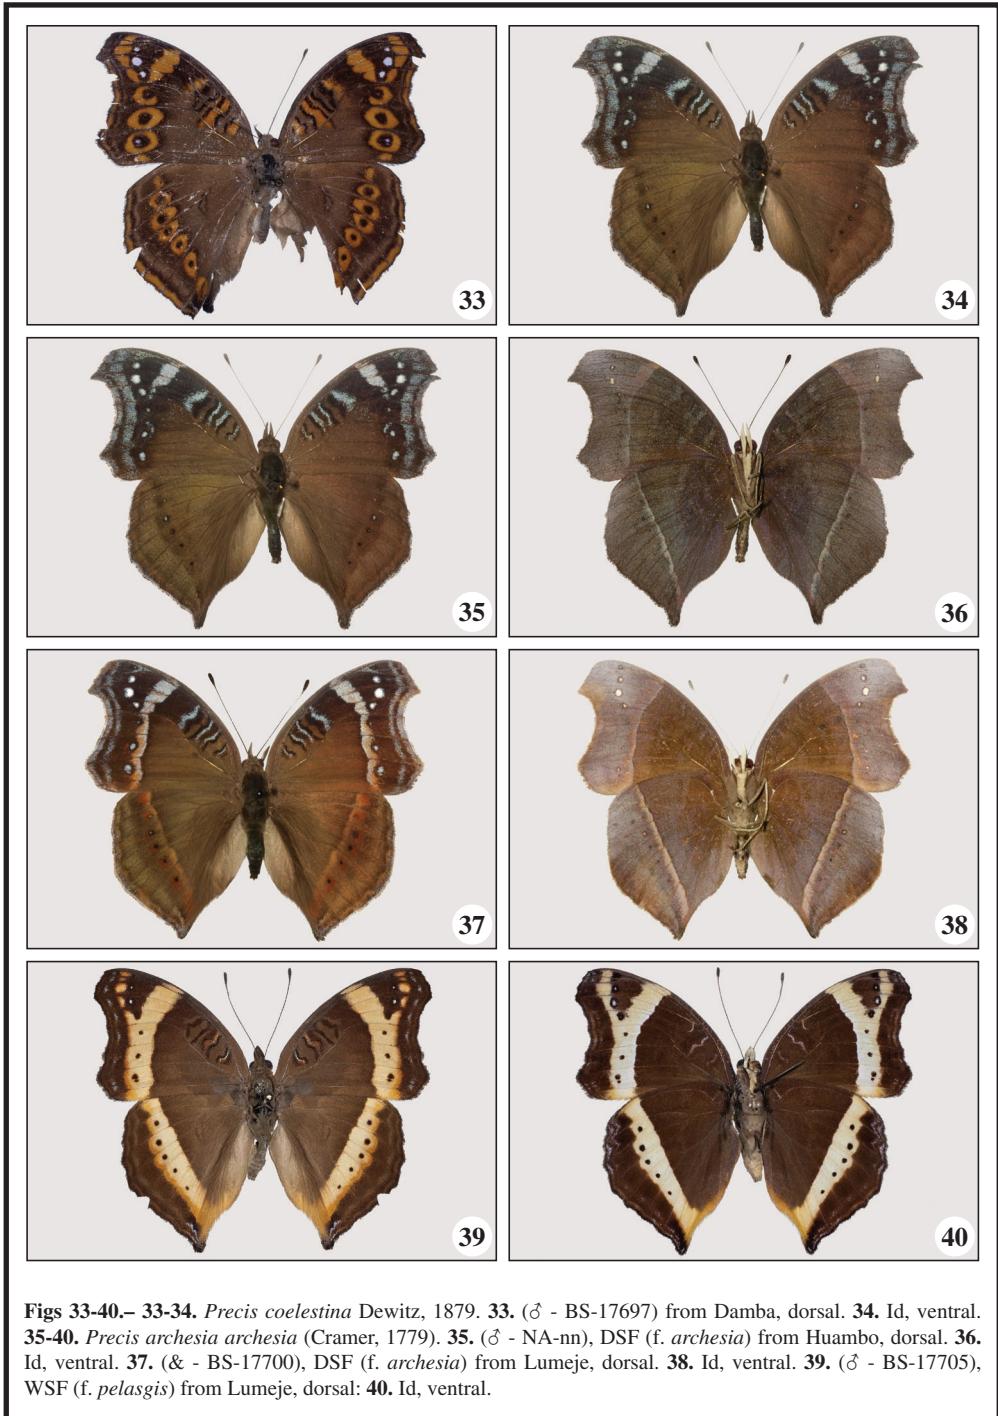 33
34
35
36
37
38
39
40
Figs 33-40.– 33-34. Precis coelestina Dewitz, 1879. 33. (♂ - BS-17697) from Damba, dorsal. 34. Id, ventral.
35-40. Precis archesia archesia (Cramer, 1779). 35. (♂ - NA-nn), DSF (f. archesia) from Huambo, dorsal. 36.
Id, ventral. 37. (& - BS-17700), DSF (f. archesia) from Lumeje, dorsal. 38. Id, ventral. 39. (♂ - BS-17705),
WSF (f. pelasgis) from Lumeje, dorsal: 40. Id, ventral.